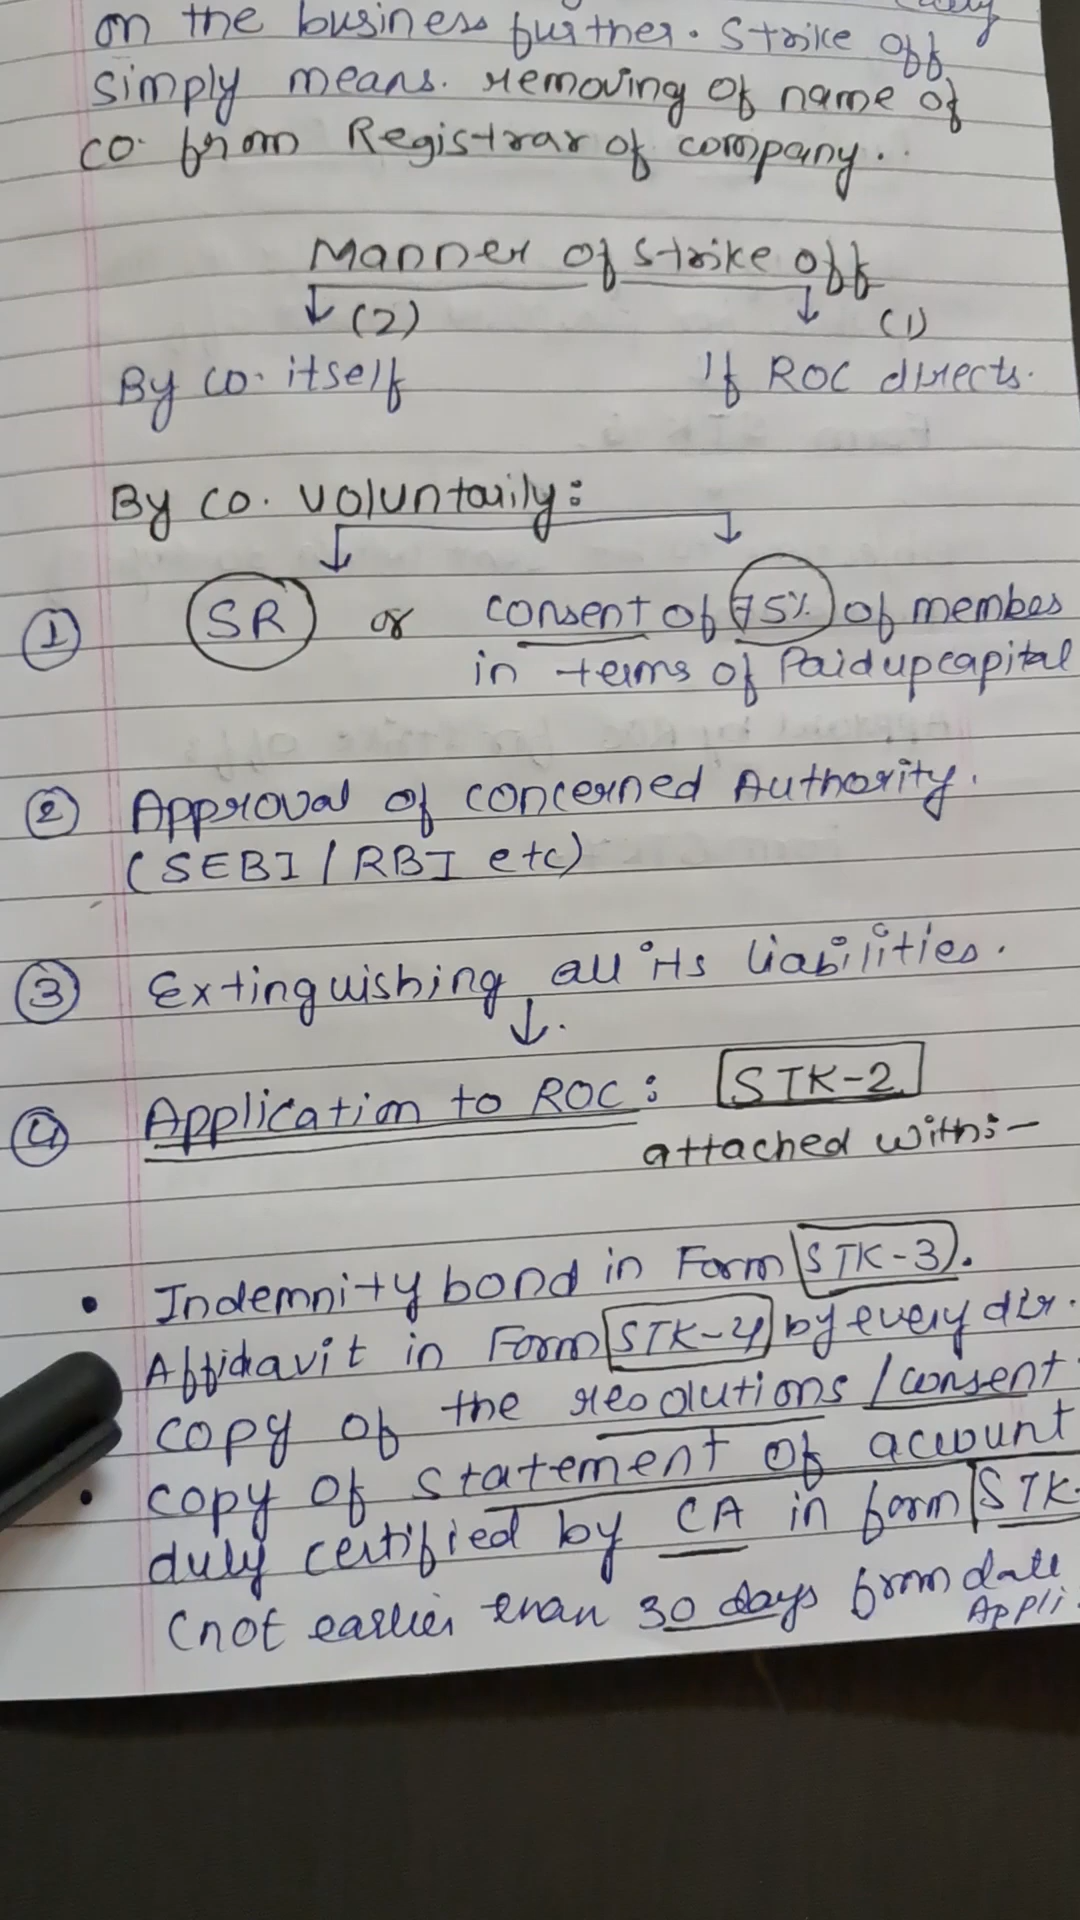 on the business further. Strike off
simply means. removing of name of
co. from Registrar of company..
Manner of strike off
(2) (1)
By co. itself If ROC directs.
By co. voluntarily:
① SR or consent of 75% of membes
in terms of Paidupcapital
② Approval of concerned Authority.
(SEBI / RBI etc)
③ Extinguishing all its liabilities.
④ Application to ROC: STK-2
attached with:-
• Indemnity bond in Form STK-3.
Affidavit in Form STK-4 by every dir.
copy of the resolutions / consent
• copy of statement of account
duly certified by CA in form STK-
(not earlier than 30 days from date
Appli.